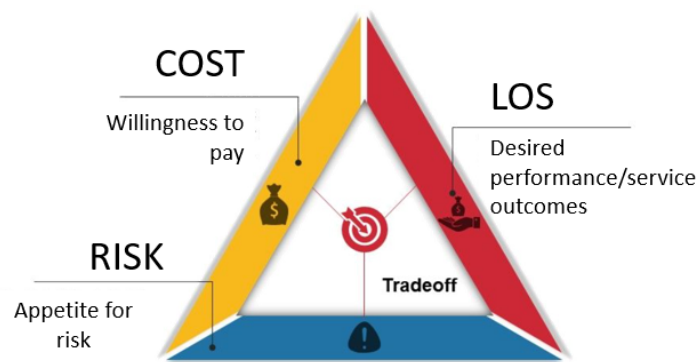 COST
Willingness to
pay
LOS
Desired
performance/service
outcomes
RISK
Appetite for
risk
Tradeoff
$
$
!